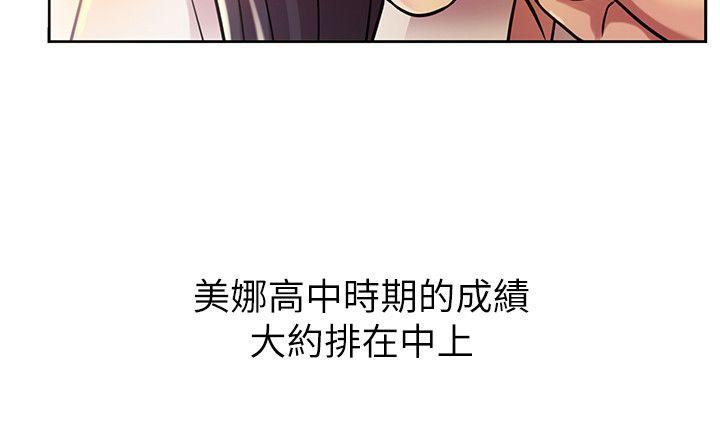 美娜高中時期的成績
大約排在中上